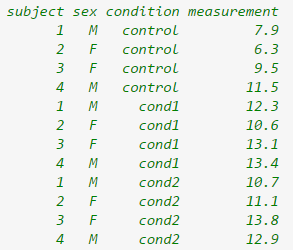 subject sex condition measurement
1 M control 7.9
2 F control 6.3
3 F control 9.5
4 M control 11.5
1 M cond1 12.3
2 F cond1 10.6
3 F cond1 13.1
4 M cond1 13.4
1 M cond2 10.7
2 F cond2 11.1
3 F cond2 13.8
4 M cond2 12.9